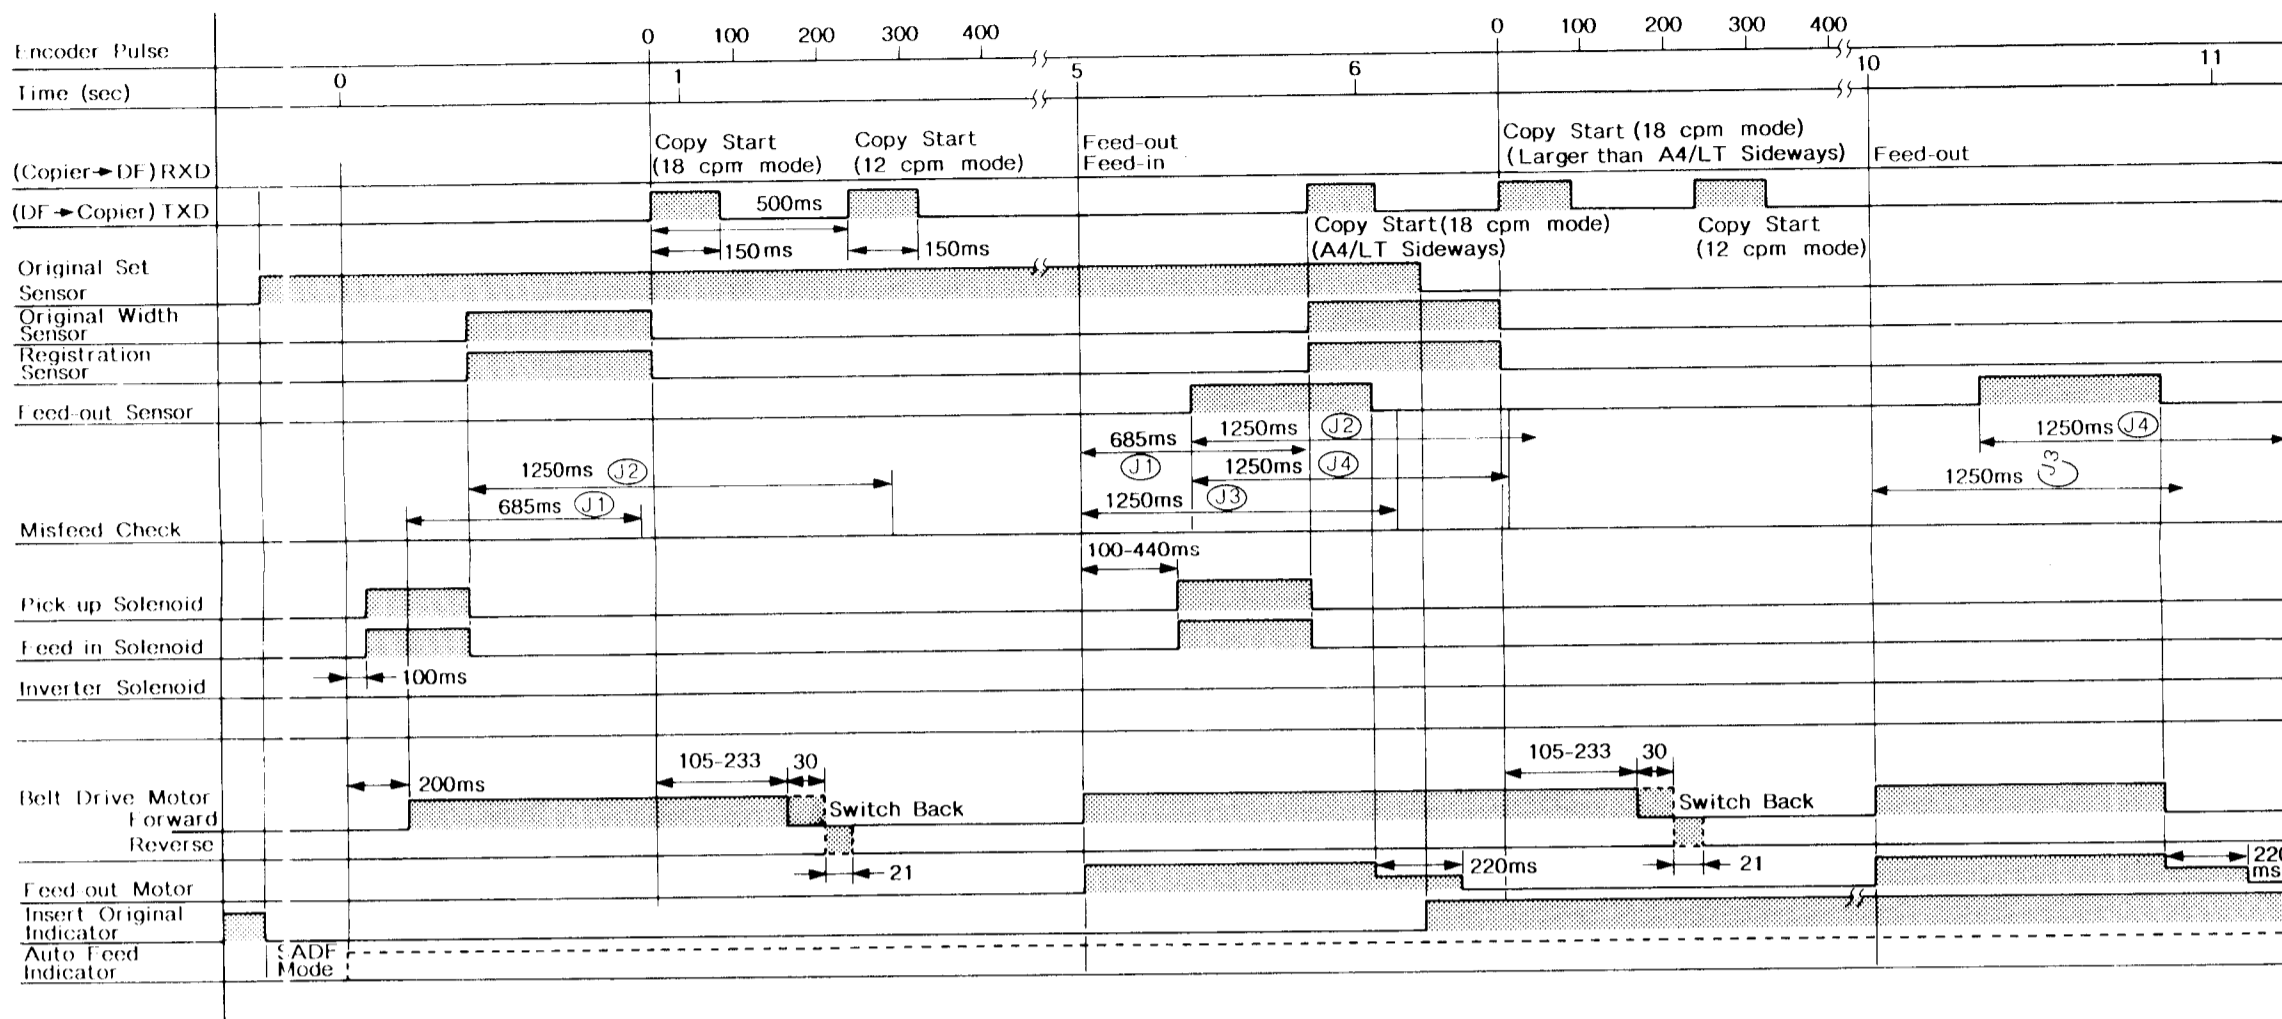 0 100 200 300 400 0 100 200 300 400
Encoder Pulse
0 1 5 6 10 11
Time (sec)
Copy Start
(18 cpm mode)
Copy Start
(12 cpm mode)
Feed-out
Feed-in
Copy Start (18 cpm mode)
(Larger than A4/LT Sideways)
Feed-out
(Copier→DF) RXD
(DF→Copier) TXD
500ms
150ms
150ms
Copy Start (18 cpm mode)
(A4/LT Sideways)
Copy Start
(12 cpm mode)
Original Set
Sensor
Original Width
Sensor
Registration
Sensor
Feed-out Sensor
1250ms J2
685ms J1
685ms
J1
1250ms J2
1250ms J4
1250ms J3
1250ms J4
1250ms J3
Misfeed Check
100-440ms
Pick up Solenoid
Feed in Solenoid
100ms
Inverter Solenoid
105-233 30
105-233 30
200ms
Belt Drive Motor
Forward
Switch Back
Switch Back
Reverse
21
220ms
21
220
ms
Feed-out Motor
Insert Original
Indicator
Auto Feed
Indicator
SADF
Mode